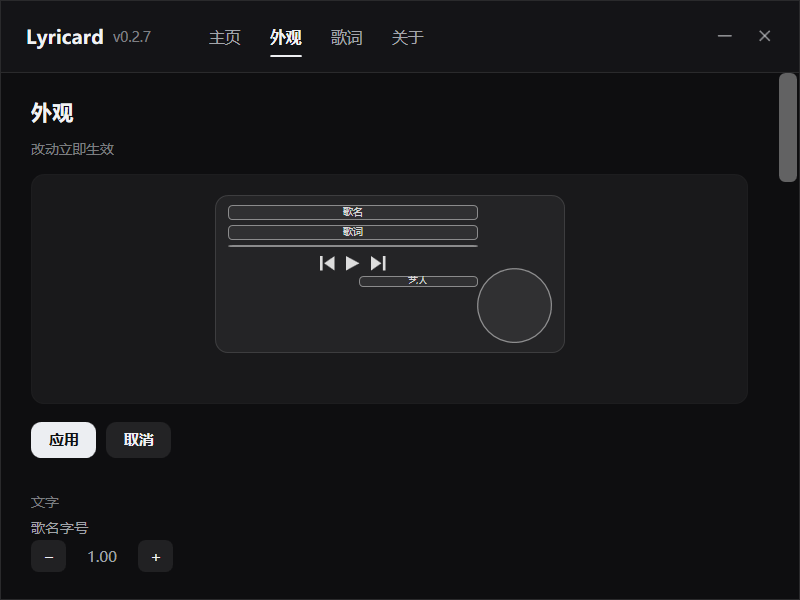 Lyricard v0.2.7 主页 外观 歌词 关于
外观
改动立即生效
歌名
歌词
艺人
应用 取消
文字
歌名字号
− 1.00 +